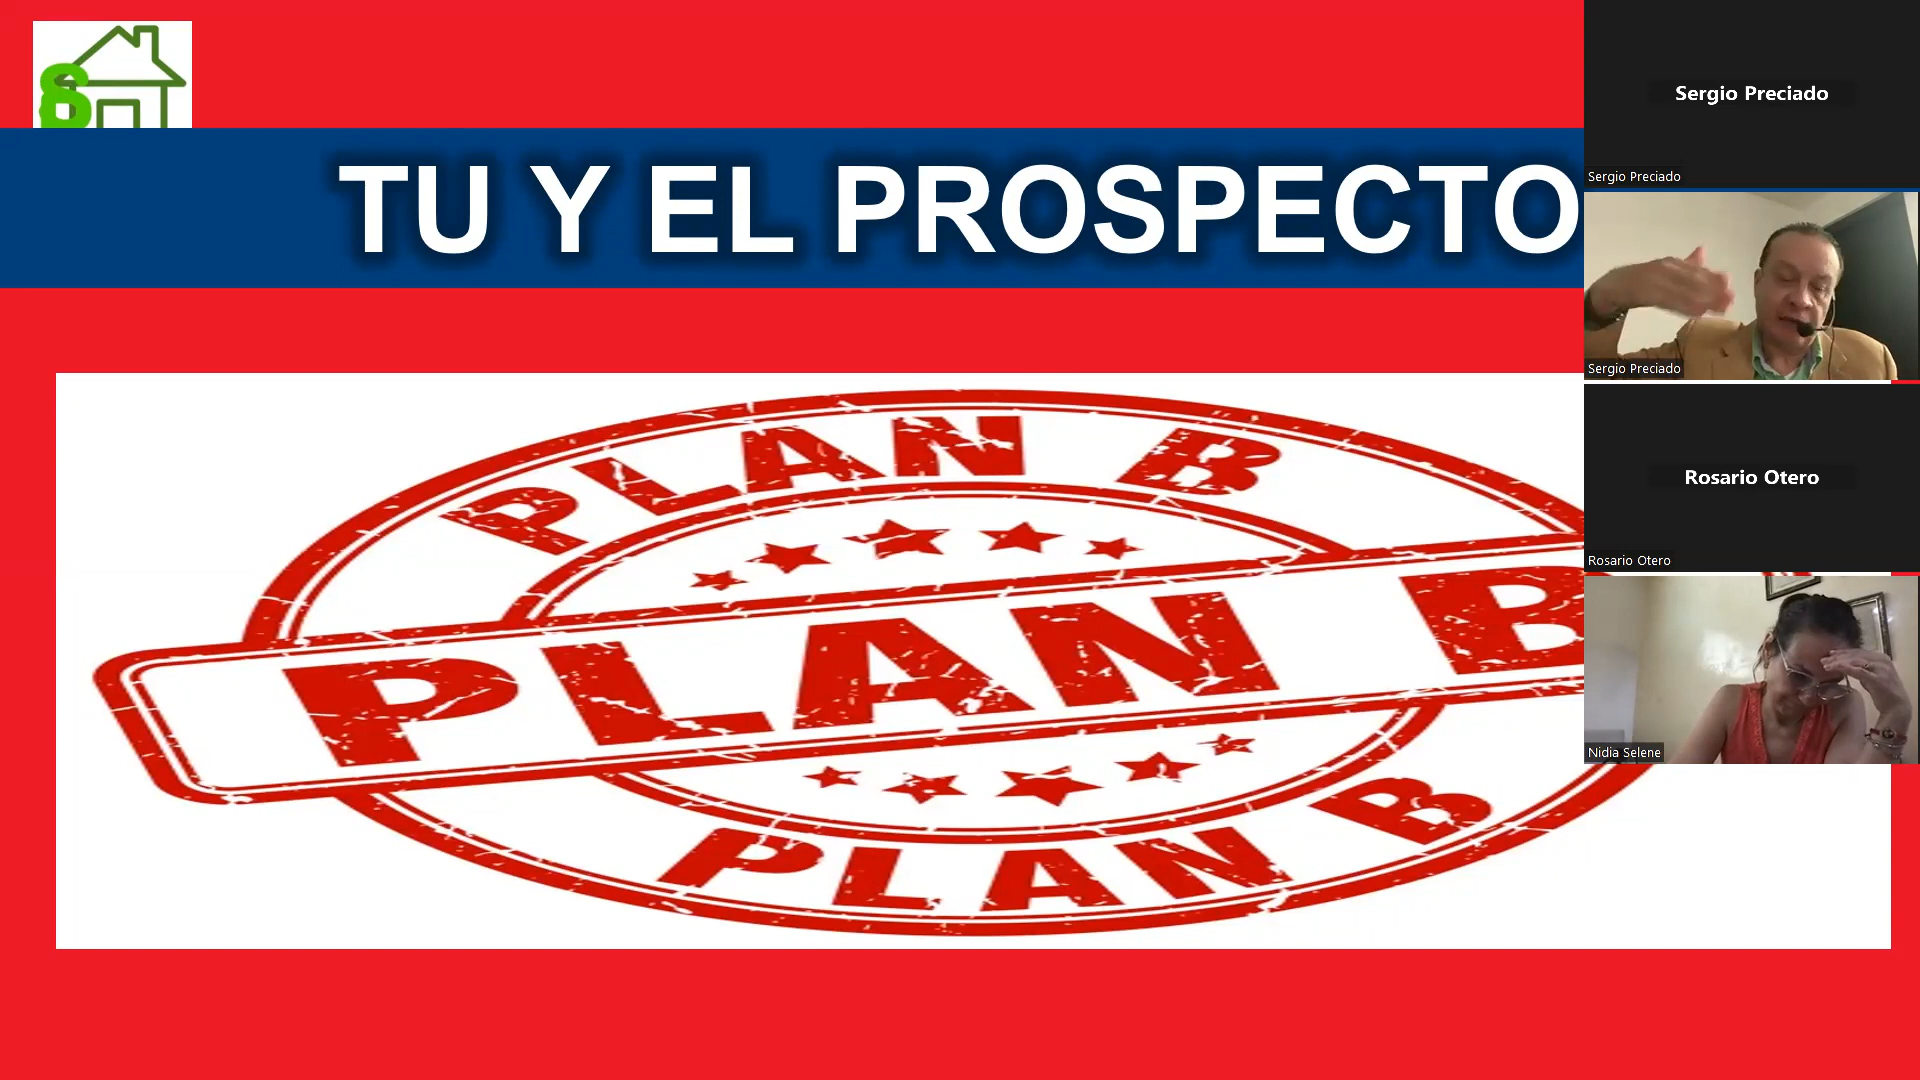 TU Y EL PROSPECTO
PLAN B
PLAN B
PLAN B
Sergio Preciado
Sergio Preciado
Sergio Preciado
Rosario Otero
Rosario Otero
Nidia Selene